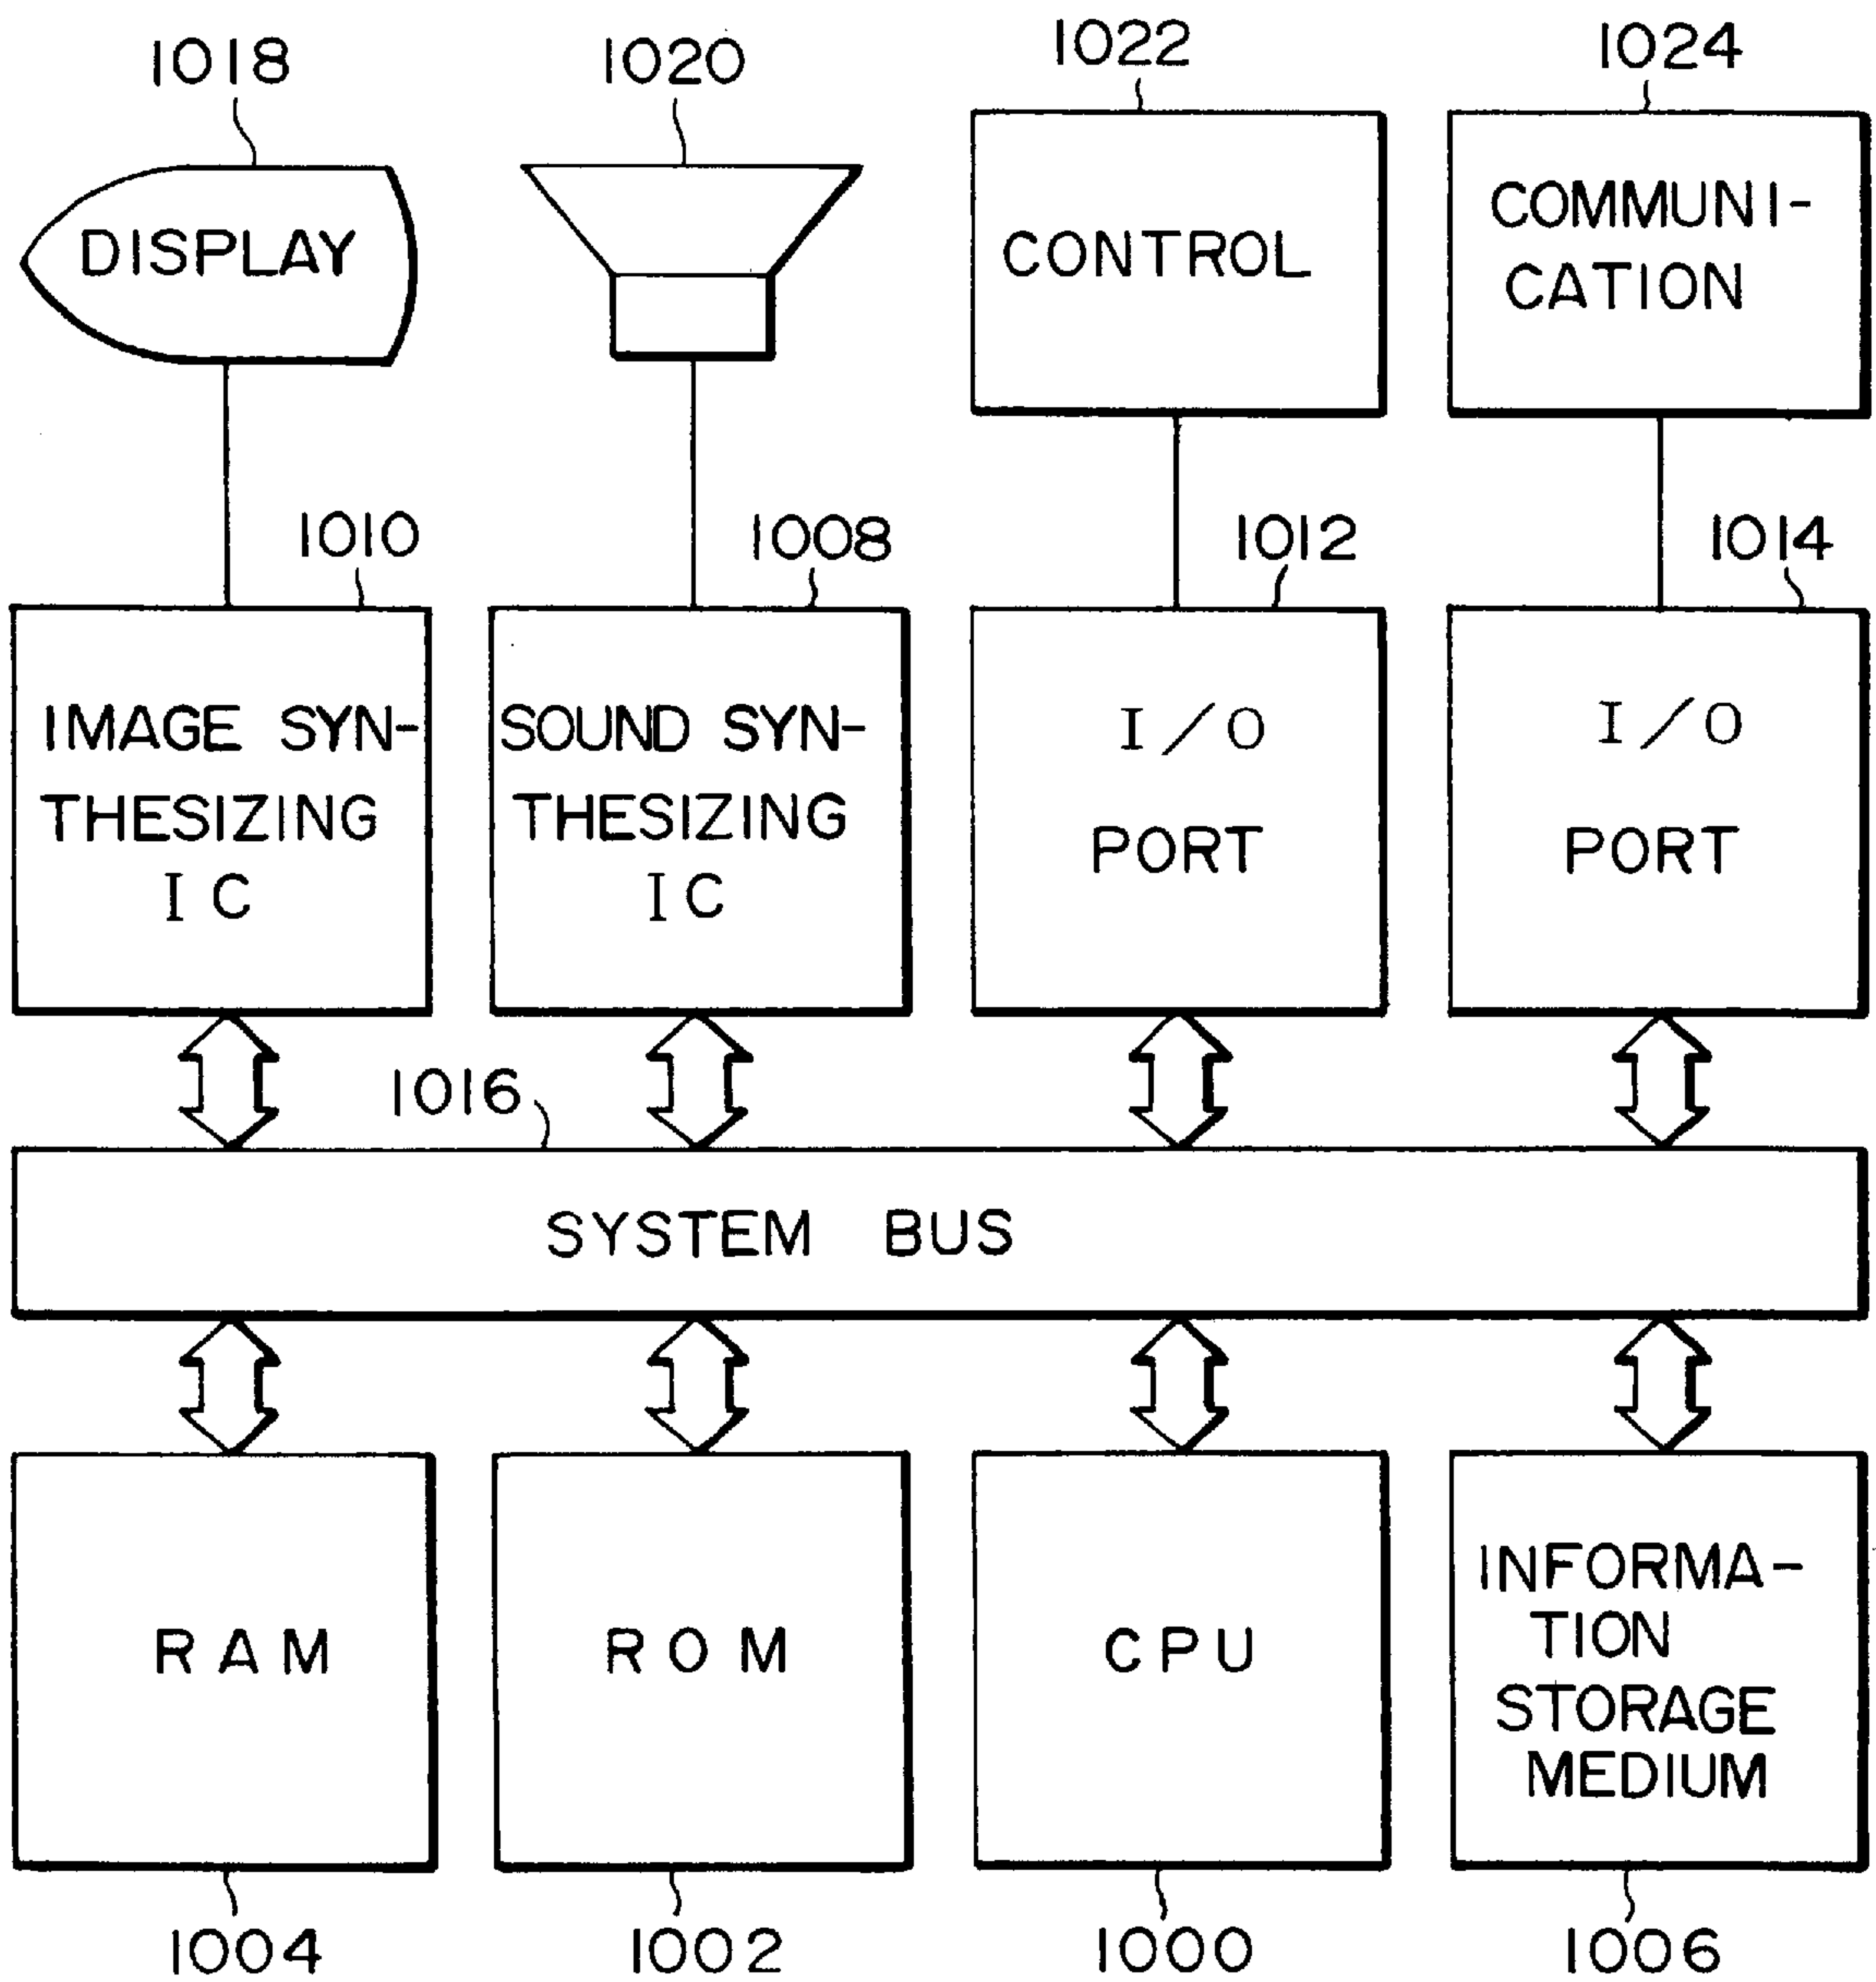 1018
1020
1022
1024
DISPLAY
CONTROL
COMMUNI-
CATION
1010
1008
1012
1014
IMAGE SYN-
THESIZING
IC
SOUND SYN-
THESIZING
IC
I/O
PORT
I/O
PORT
1016
SYSTEM BUS
RAM
ROM
CPU
INFORMA-
TION
STORAGE
MEDIUM
1004
1002
1000
1006